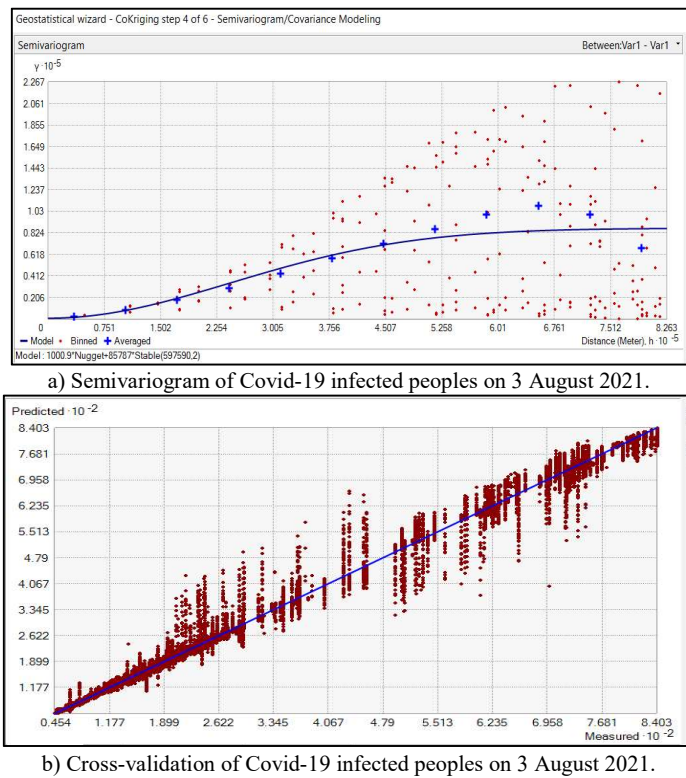 Geostatistical wizard - CoKriging step 4 of 6 - Semivariogram/Covariance Modeling
Semivariogram Between:Var1 - Var1
γ·10 -5
2.267
2.061
1.855
1.649
1.443
1.237
1.03
0.824
0.618
0.412
0.206
0 0.751 1.502 2.254 3.005 3.756 4.507 5.258 6.01 6.761 7.512 8.263
Model Binned Averaged Distance (Meter), h ·10 -5
Model : 1000.9*Nugget+85787*Stable(597590,2)
a) Semivariogram of Covid-19 infected peoples on 3 August 2021.
Predicted ·10 -2
8.403
7.681
6.958
6.235
5.513
4.79
4.067
3.345
2.622
1.899
1.177
0.454 1.177 1.899 2.622 3.345 4.067 4.79 5.513 6.235 6.958 7.681 8.403
Measured ·10 -2
b) Cross-validation of Covid-19 infected peoples on 3 August 2021.